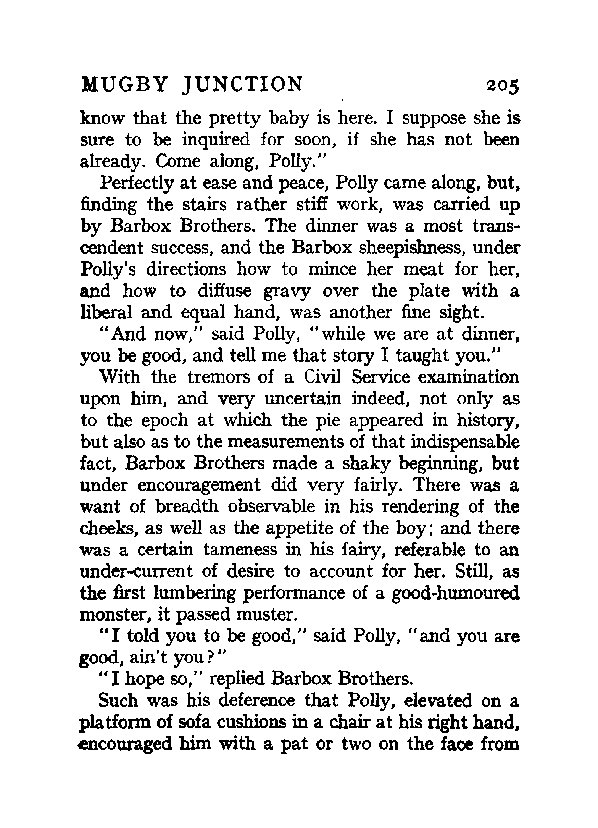 MUGBY JUNCTION 205
know that the pretty baby is here. I suppose she is
sure to be inquired for soon, if she has not been
already. Come along, Polly."
Perfectly at ease and peace, Polly came along, but,
finding the stairs rather stiff work, was carried up
by Barbox Brothers. The dinner was a most trans-
cendent success, and the Barbox sheepishness, under
Polly's directions how to mince her meat for her,
and how to diffuse gravy over the plate with a
liberal and equal hand, was another fine sight.
"And now," said Polly, "while we are at dinner,
you be good, and tell me that story I taught you."
With the tremors of a Civil Service examination
upon him, and very uncertain indeed, not only as
to the epoch at which the pie appeared in history,
but also as to the measurements of that indispensable
fact, Barbox Brothers made a shaky beginning, but
under encouragement did very fairly. There was a
want of breadth observable in his rendering of the
cheeks, as well as the appetite of the boy; and there
was a certain tameness in his fairy, referable to an
under-current of desire to account for her. Still, as
the first lumbering performance of a good-humoured
monster, it passed muster.
"I told you to be good," said Polly, "and you are
good, ain't you?"
"I hope so," replied Barbox Brothers.
Such was his deference that Polly, elevated on a
platform of sofa cushions in a chair at his right hand,
encouraged him with a pat or two on the face from